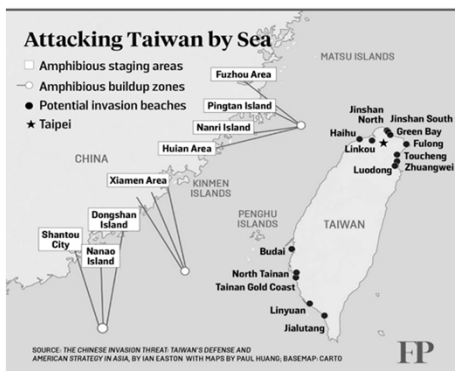 Attacking Taiwan by Sea
Amphibious staging areas
Amphibious buildup zones
Potential invasion beaches
Taipei
MATSU ISLANDS
Fuzhou Area
Pingtan Island
Nanri Island
Huian Area
Xiamen Area
Dongshan
Island
Shantou
City
Nanao
Island
CHINA
KINMEN
ISLANDS
PENGHU
ISLANDS
TAIWAN
Jinshan
North
Jinshan South
Green Bay
Haihu
Linkou
Fulong
Toucheng
Zhuangwei
Luodong
Budai
North Tainan
Tainan Gold Coast
Linyuan
Jialutang
SOURCE: THE CHINESE INVASION THREAT: TAIWAN'S DEFENSE AND
AMERICAN STRATEGY IN ASIA, BY IAN EASTON WITH MAPS BY PAUL HUANG; BASEMAP: CARTO
FP